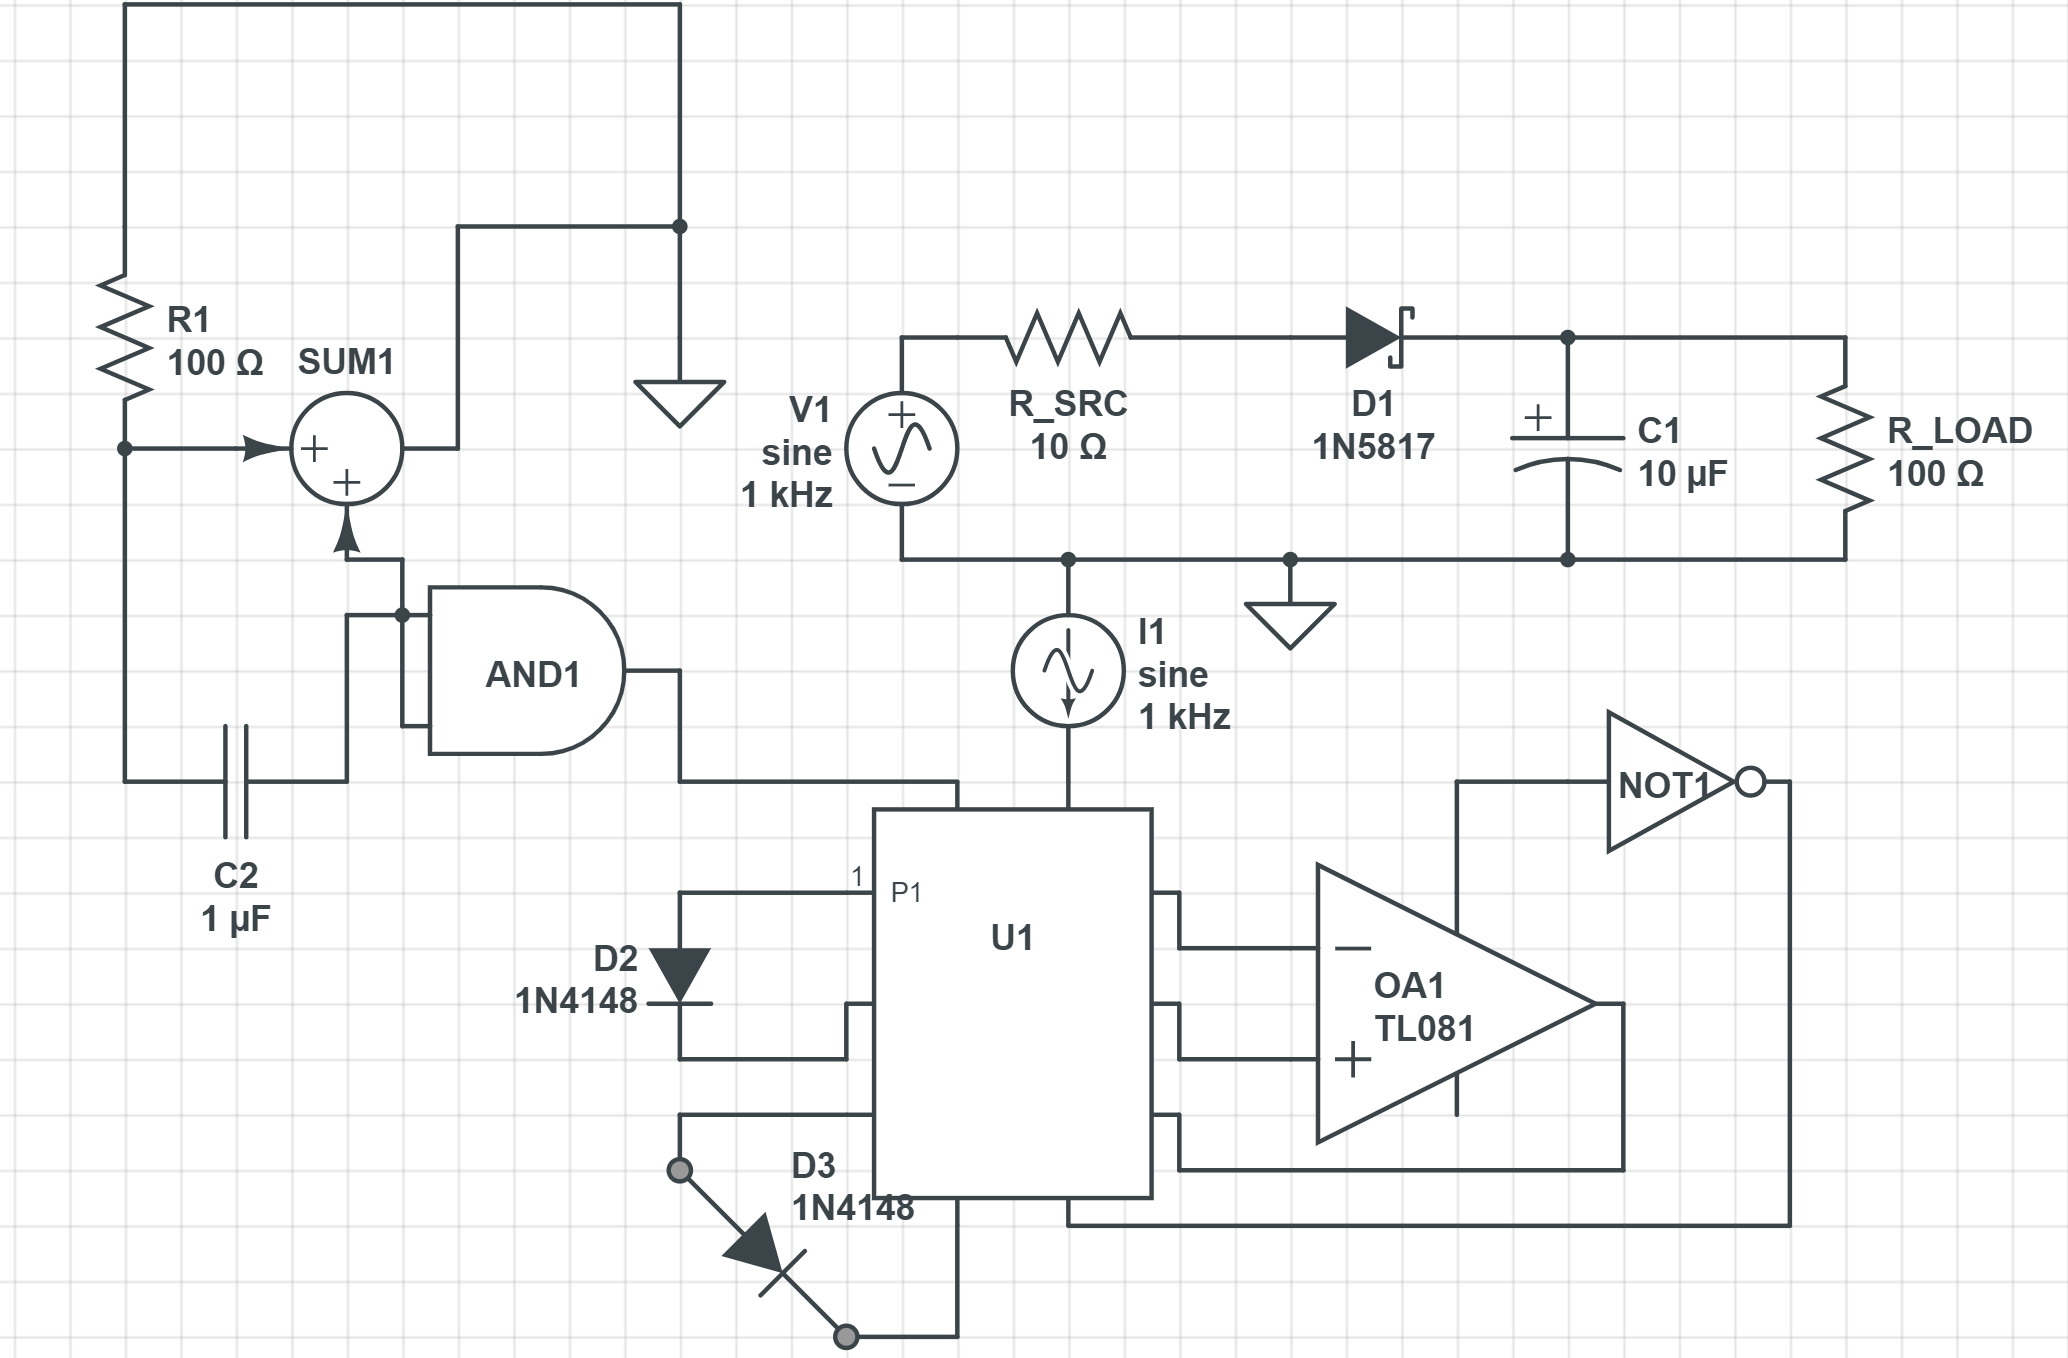 R1
100 Ω
SUM1
+
+
V1
sine
1 kHz
+
−
R_SRC
10 Ω
D1
1N5817
+
C1
10 µF
R_LOAD
100 Ω
AND1
I1
sine
1 kHz
NOT1
C2
1 µF
1
P1
U1
D2
1N4148
−
OA1
TL081
+
D3
1N4148